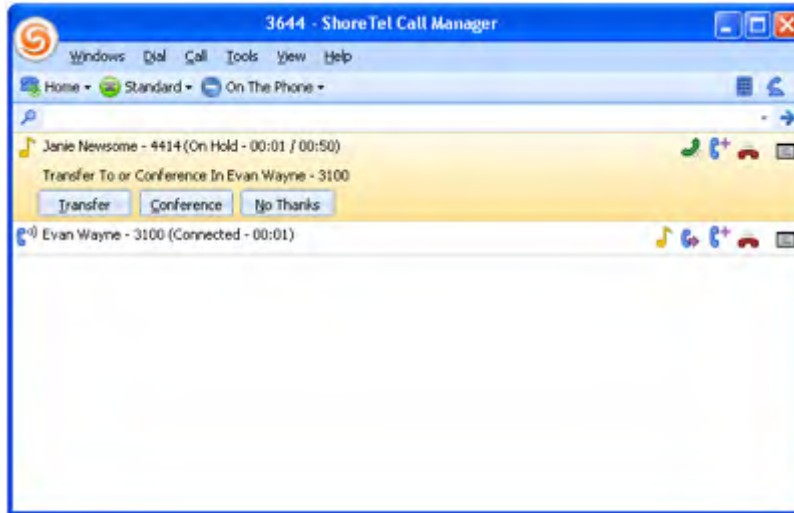 3644 - ShoreTel Call Manager
Windows Dial Call Tools View Help
Home Standard On The Phone
Janie Newsome - 4414 (On Hold - 00:01 / 00:50)
Transfer To or Conference In Evan Wayne - 3100
Transfer Conference No Thanks
Evan Wayne - 3100 (Connected - 00:01)